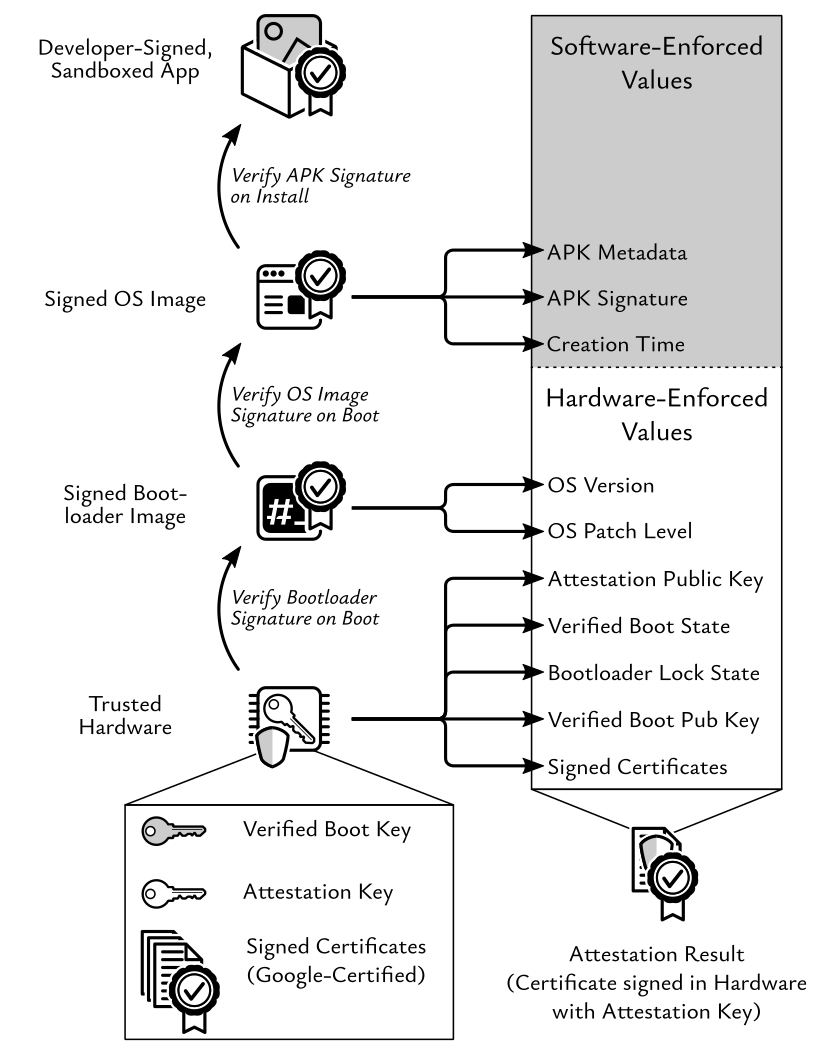 Developer-Signed,
Sandboxed App
Verify APK Signature
on Install
Signed OS Image
Verify OS Image
Signature on Boot
Signed Boot-
loader Image
#_
Verify Bootloader
Signature on Boot
Trusted
Hardware
Verified Boot Key
Attestation Key
Signed Certificates
(Google-Certified)
Software-Enforced
Values
APK Metadata
APK Signature
Creation Time
Hardware-Enforced
Values
OS Version
OS Patch Level
Attestation Public Key
Verified Boot State
Bootloader Lock State
Verified Boot Pub Key
Signed Certificates
Attestation Result
(Certificate signed in Hardware
with Attestation Key)